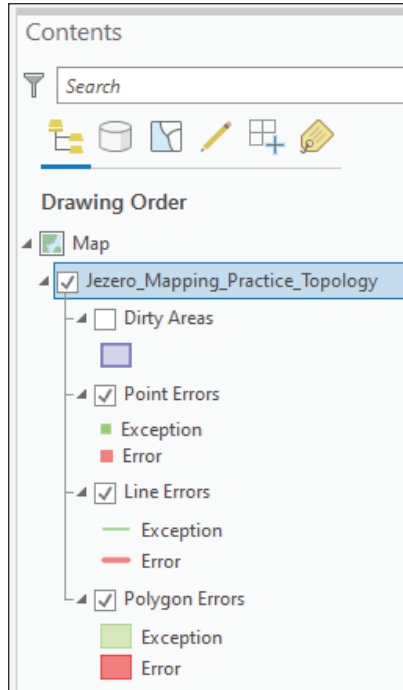 Contents
Search
Drawing Order
Map
Jezero_Mapping_Practice_Topology
Dirty Areas
Point Errors
Exception
Error
Line Errors
Exception
Error
Polygon Errors
Exception
Error